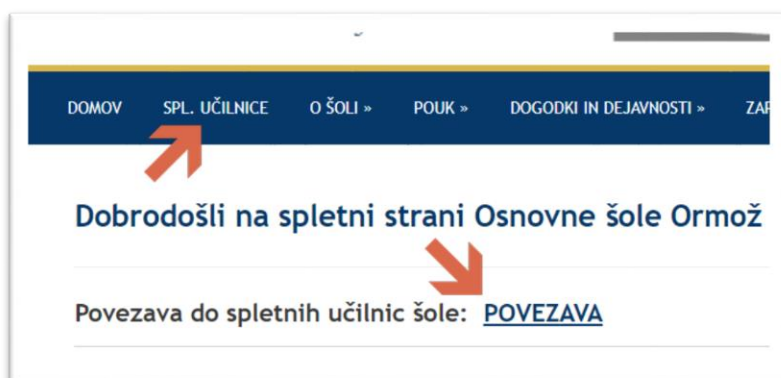 DOMOV SPL. UČILNICE O ŠOLI » POUK » DOGODKI IN DEJAVNOSTI »
Dobrodošli na spletni strani Osnovne šole Ormož
Povezava do spletnih učilnic šole: POVEZAVA